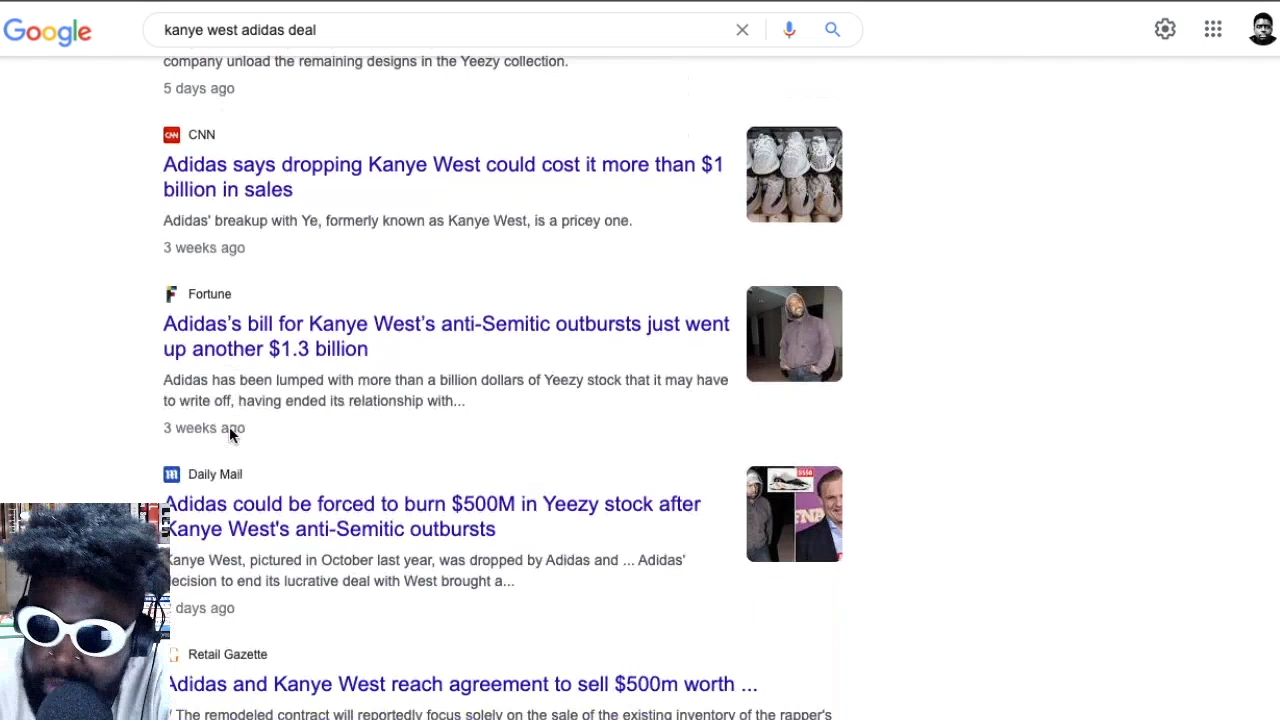 Google
kanye west adidas deal
company unload the remaining designs in the Yeezy collection.
5 days ago
CNN
CNN
Adidas says dropping Kanye West could cost it more than $1
billion in sales
Adidas' breakup with Ye, formerly known as Kanye West, is a pricey one.
3 weeks ago
Fortune
Adidas's bill for Kanye West's anti-Semitic outbursts just went
up another $1.3 billion
Adidas has been lumped with more than a billion dollars of Yeezy stock that it may have
to write off, having ended its relationship with...
3 weeks ago
Daily Mail
Adidas could be forced to burn $500M in Yeezy stock after
Kanye West's anti-Semitic outbursts
Kanye West, pictured in October last year, was dropped by Adidas and ... Adidas'
decision to end its lucrative deal with West brought a...
days ago
Retail Gazette
Adidas and Kanye West reach agreement to sell $500m worth ...
The remodeled contract will reportedly focus solely on the sale of the existing inventory of the rapper's